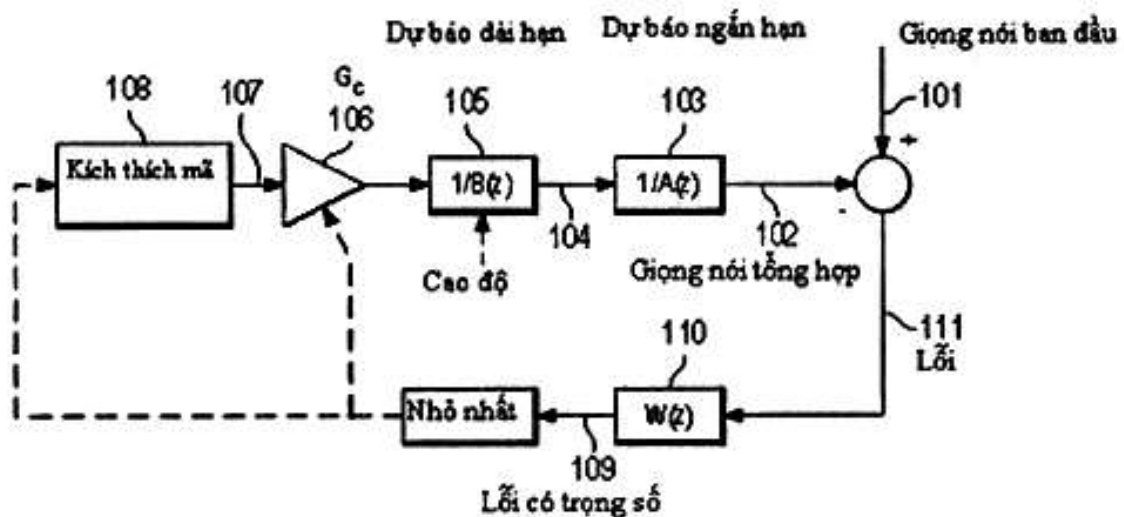 Dự báo dài hạn
Dự báo ngắn hạn
Giọng nói ban đầu
108
107
G_c
106
105
103
101
+
Kích thích mã
1/B(z)
1/A(z)
-
104
102
Cao độ
Giọng nói tổng hợp
110
111
Lỗi
Nhỏ nhất
W(z)
109
Lỗi có trọng số